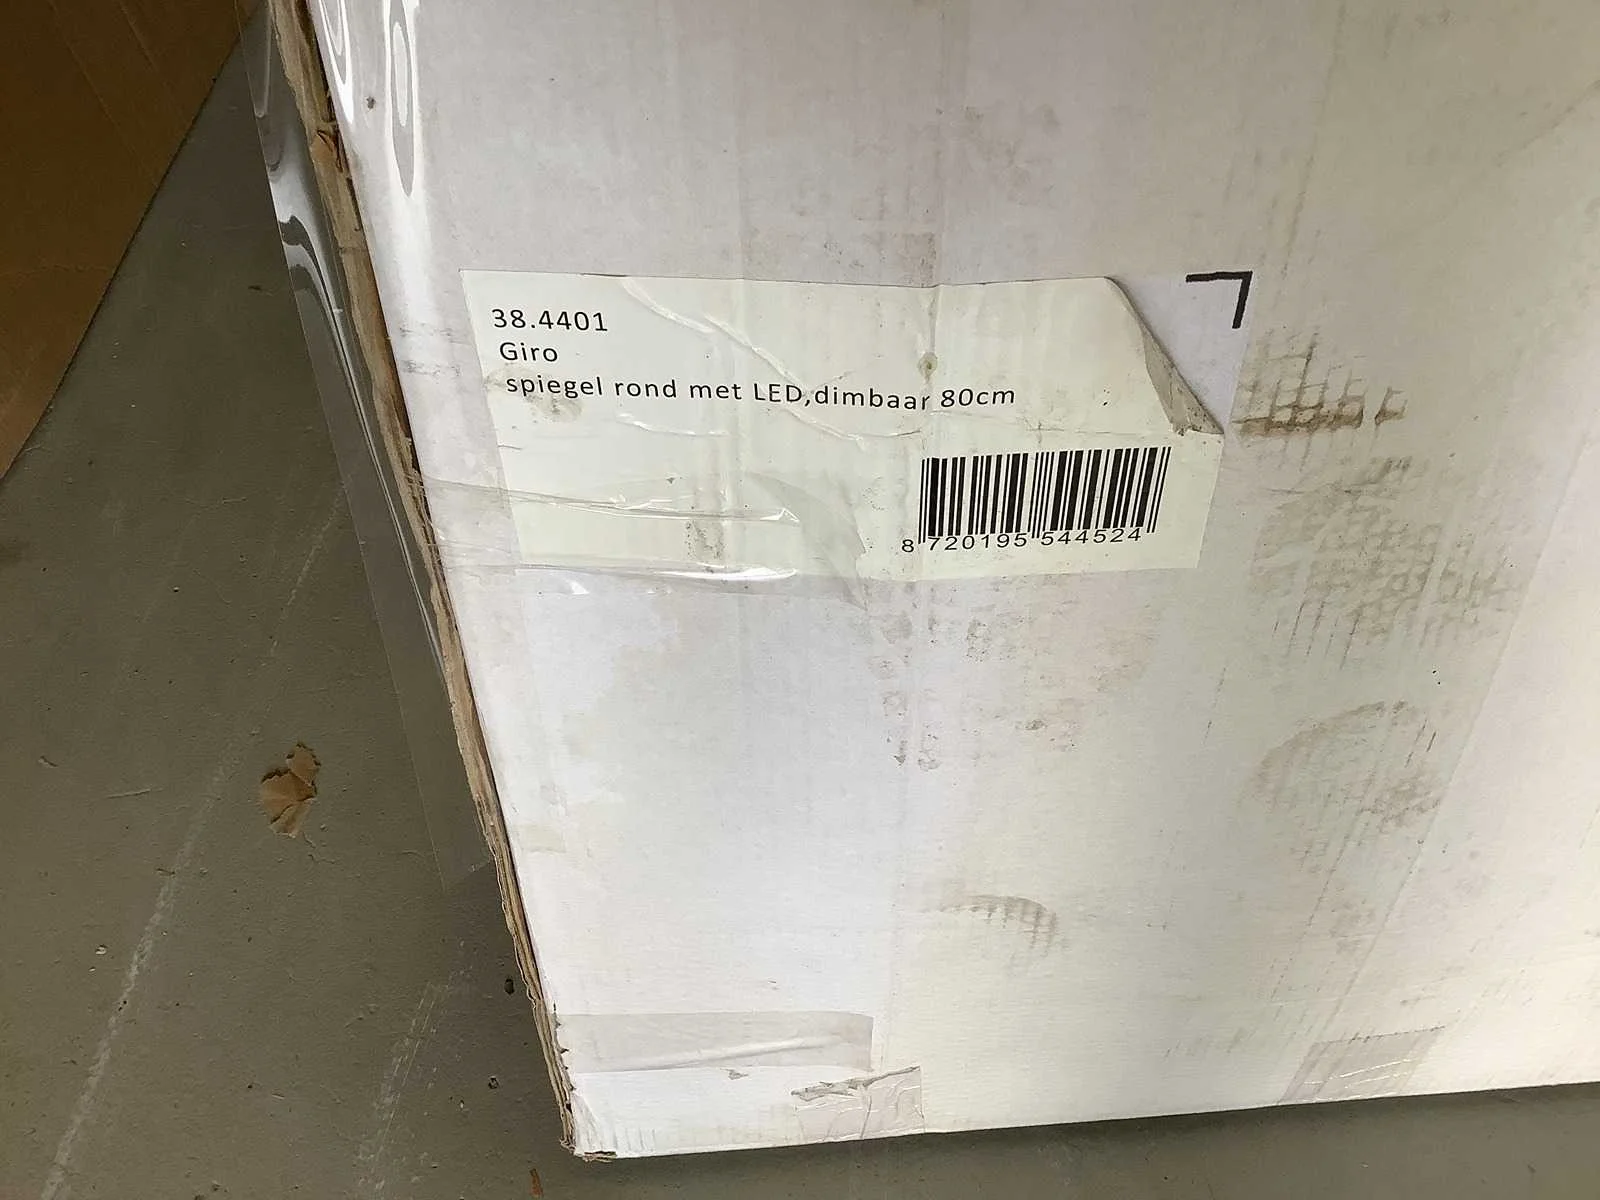 38.4401
Giro
spiegel rond met LED,dimbaar 80cm
8 720195 544524